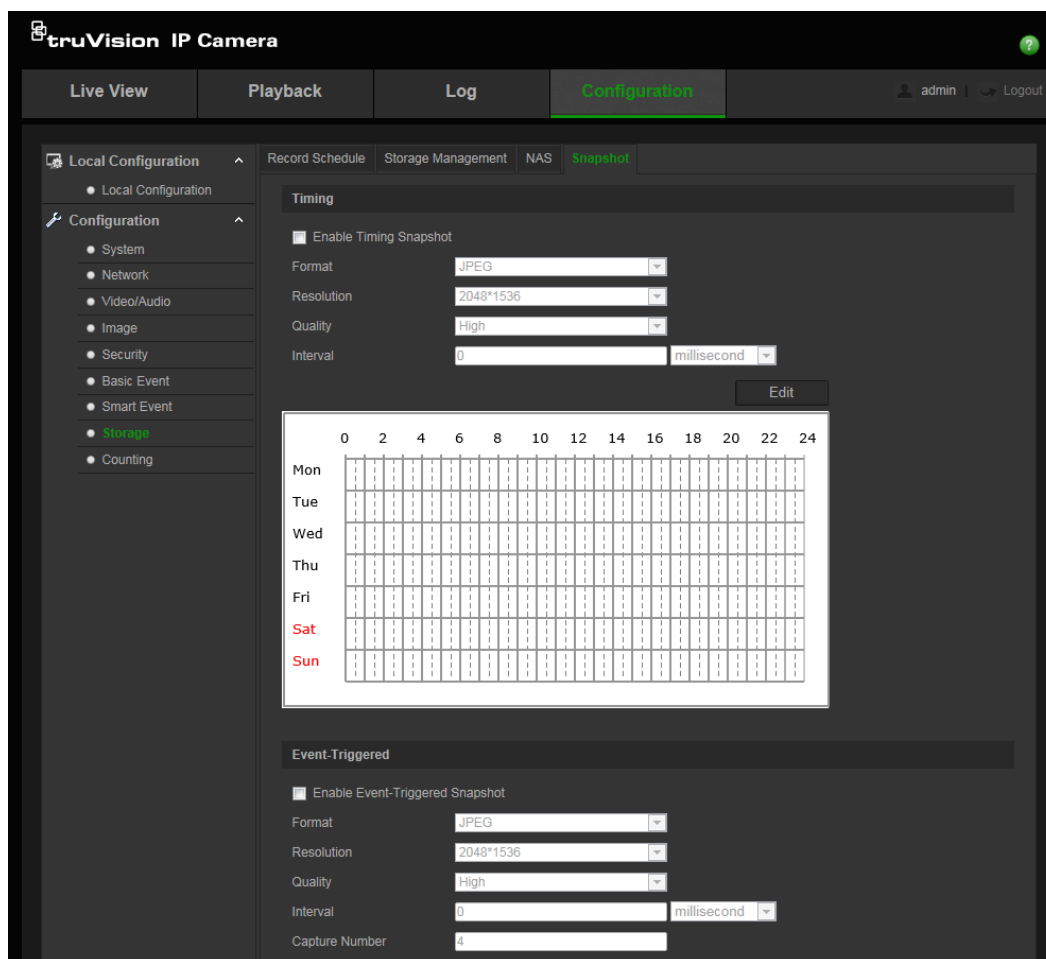 truVision IP Camera
?
Live View Playback Log Configuration admin | Logout
Local Configuration
Local Configuration
Configuration
System
Network
Video/Audio
Image
Security
Basic Event
Smart Event
Storage
Counting
Record Schedule Storage Management NAS Snapshot
Timing
Enable Timing Snapshot
Format JPEG
Resolution 2048*1536
Quality High
Interval 0 millisecond
Edit
0 2 4 6 8 10 12 14 16 18 20 22 24
Mon
Tue
Wed
Thu
Fri
Sat
Sun
Event-Triggered
Enable Event-Triggered Snapshot
Format JPEG
Resolution 2048*1536
Quality High
Interval 0 millisecond
Capture Number 4